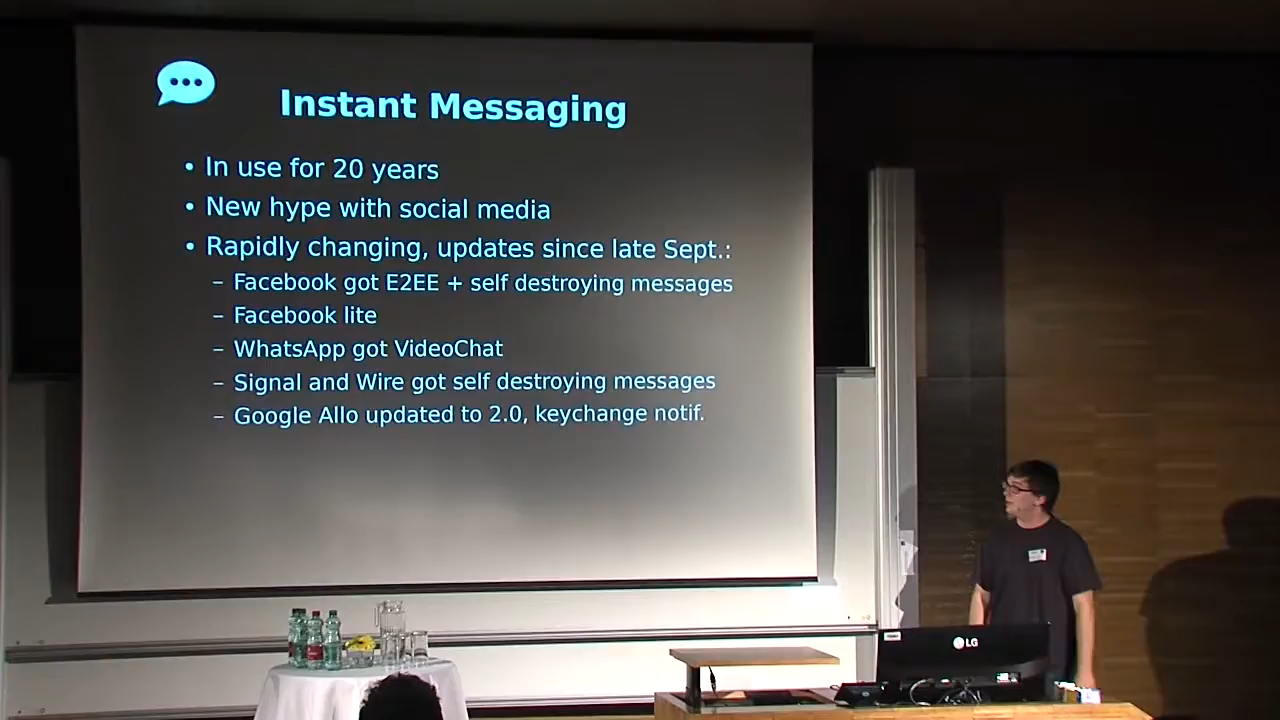 Instant Messaging
• In use for 20 years
• New hype with social media
• Rapidly changing, updates since late Sept.:
– Facebook got E2EE + self destroying messages
– Facebook lite
– WhatsApp got VideoChat
– Signal and Wire got self destroying messages
– Google Allo updated to 2.0, keychange notif.
LG